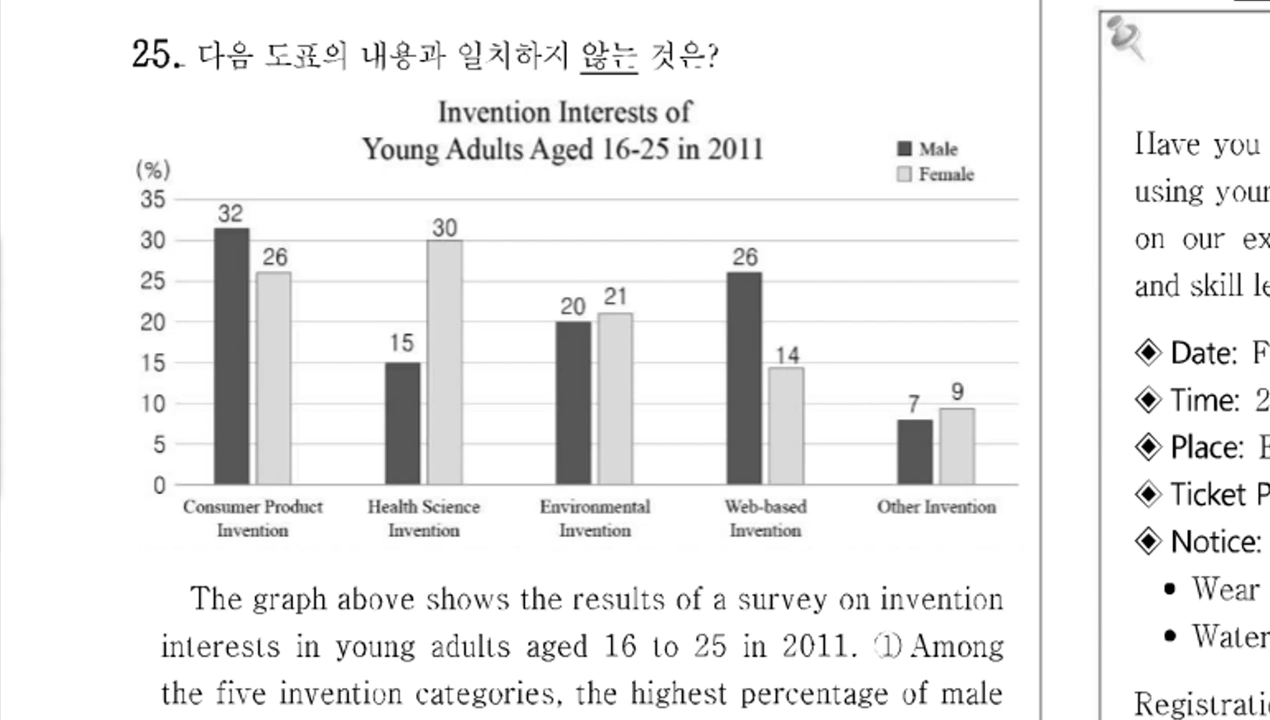 25. 다음 도표의 내용과 일치하지 않는 것은?
Invention Interests of
Young Adults Aged 16-25 in 2011
(%)
Male
Female
35
30
25
20
15
10
5
0
32
26
15
30
20
21
26
14
7
9
Consumer Product
Invention
Health Science
Invention
Environmental
Invention
Web-based
Invention
Other Invention
The graph above shows the results of a survey on invention
interests in young adults aged 16 to 25 in 2011. ① Among
the five invention categories, the highest percentage of male
Have you
using your
on our
and skill
◈ Date:
◈ Time: 2
◈ Place:
◈ Ticket
◈ Notice:
• Wear
• Water